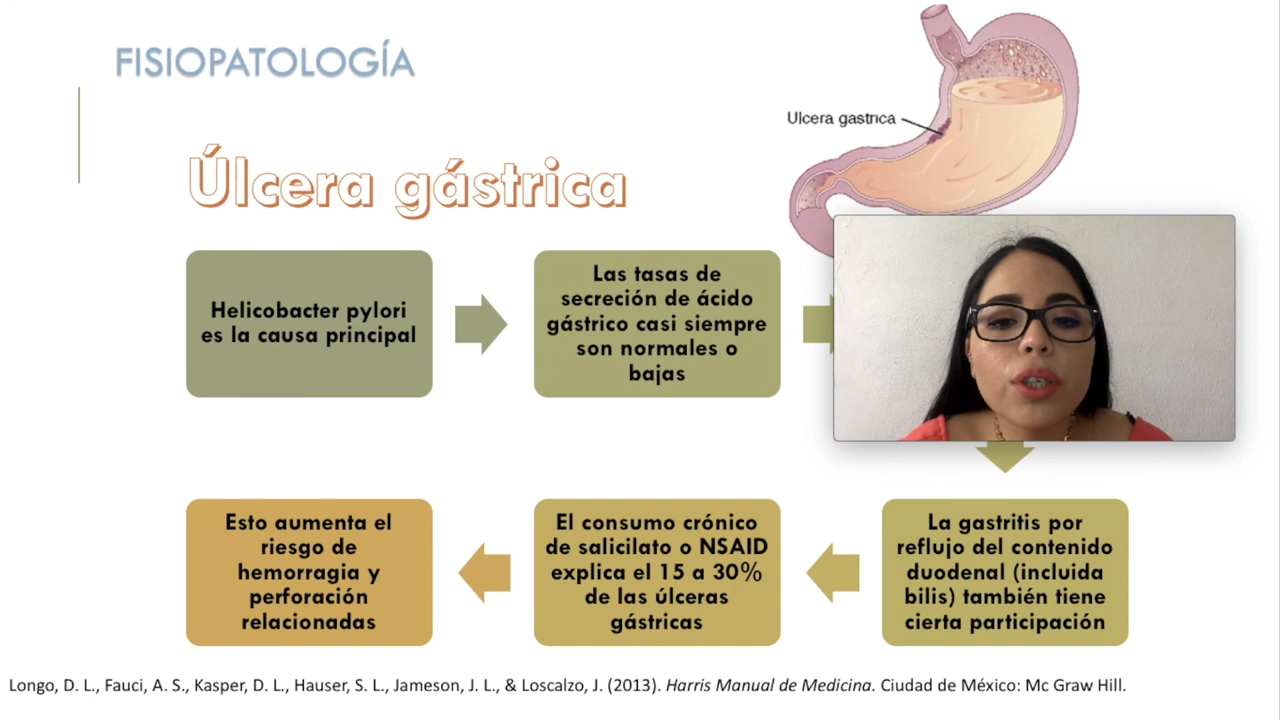 FISIOPATOLOGÍA
Ulcera gastrica
Úlcera gástrica
Helicobacter pylori
es la causa principal
Las tasas de
secreción de ácido
gástrico casi siempre
son normales o
bajas
Esto aumenta el
riesgo de
hemorragia y
perforación
relacionadas
El consumo crónico
de salicilato o NSAID
explica el 15 a 30%
de las úlceras
gástricas
La gastritis por
reflujo del contenido
duodenal (incluida
bilis) también tiene
cierta participación
Longo, D. L., Fauci, A. S., Kasper, D. L., Hauser, S. L., Jameson, J. L., & Loscalzo, J. (2013). Harris Manual de Medicina. Ciudad de México: Mc Graw Hill.